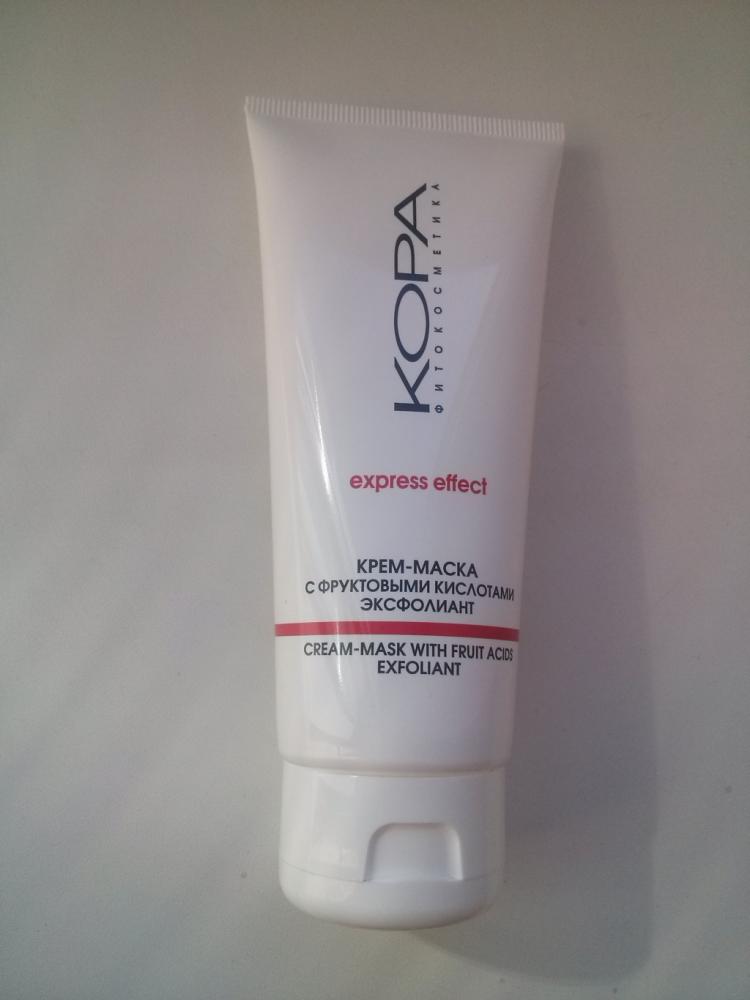 КОРА
ФИТОКОСМЕТИКА
express effect
КРЕМ-МАСКА
С ФРУКТОВЫМИ КИСЛОТАМИ
ЭКСФОЛИАНТ
CREAM-MASK WITH FRUIT ACIDS
EXFOLIANT